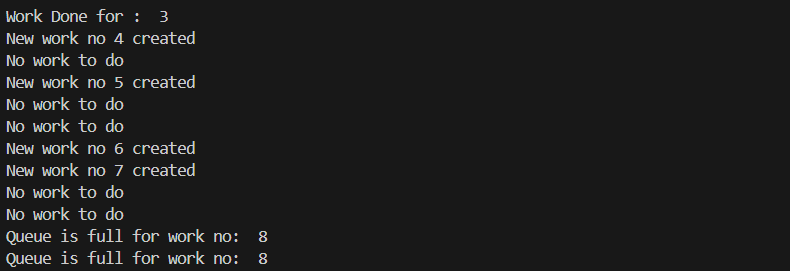 Work Done for :  3
New work no 4 created
No work to do
New work no 5 created
No work to do
No work to do
New work no 6 created
New work no 7 created
No work to do
No work to do
Queue is full for work no:  8
Queue is full for work no:  8